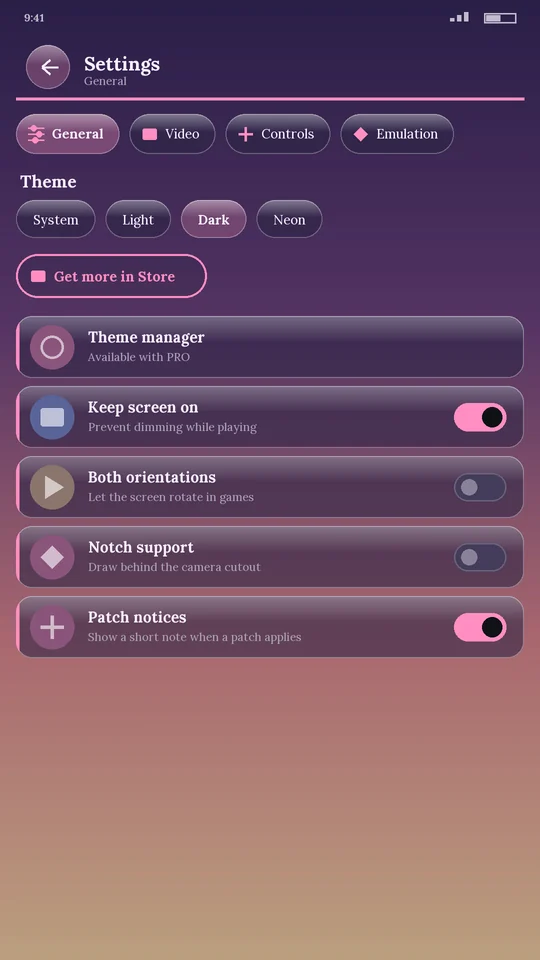 9:41
Settings
General
General
Video
Controls
Emulation
Theme
System
Light
Dark
Neon
Get more in Store
Theme manager
Available with PRO
Keep screen on
Prevent dimming while playing
Both orientations
Let the screen rotate in games
Notch support
Draw behind the camera cutout
Patch notices
Show a short note when a patch applies